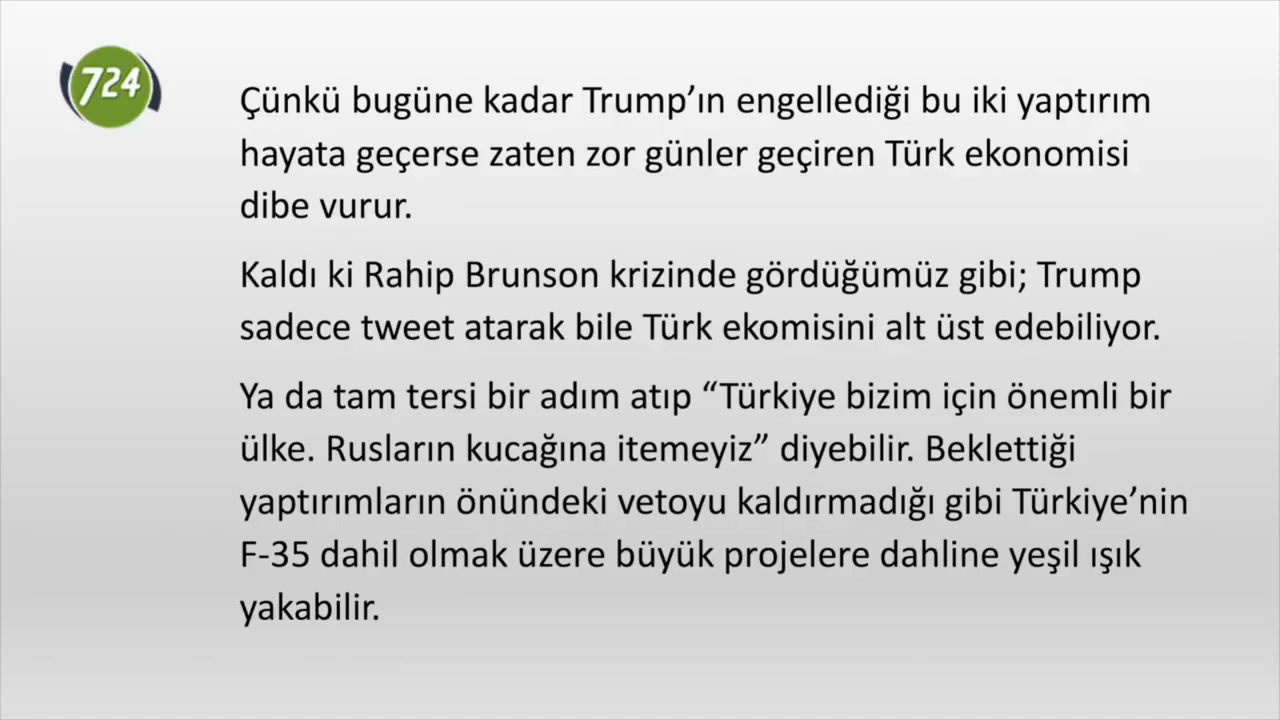 724
Çünkü bugüne kadar Trump’ın engellediği bu iki yaptırım
hayata geçerse zaten zor günler geçiren Türk ekonomisi
dibe vurur.
Kaldı ki Rahip Brunson krizinde gördüğümüz gibi; Trump
sadece tweet atarak bile Türk ekomisini alt üst edebiliyor.
Ya da tam tersi bir adım atıp “Türkiye bizim için önemli bir
ülke. Rusların kucağına itemeyiz” diyebilir. Beklettiği
yaptırımların önündeki vetoyu kaldırmadığı gibi Türkiye’nin
F-35 dahil olmak üzere büyük projelere dahline yeşil ışık
yakabilir.